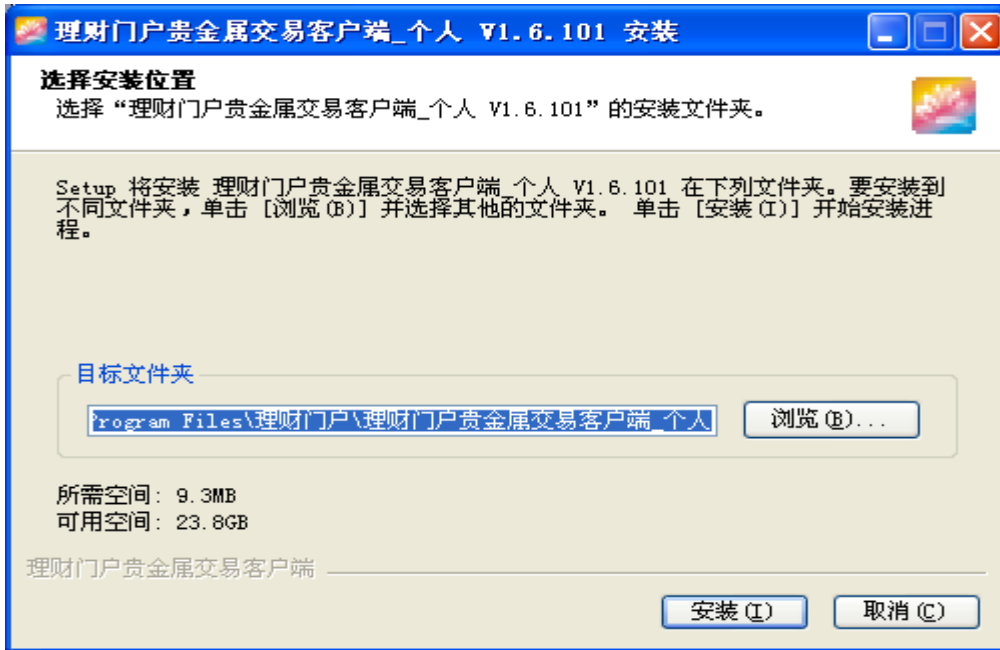 理财门户贵金属交易客户端_个人 V1.6.101 安装
选择安装位置
选择“理财门户贵金属交易客户端_个人 V1.6.101”的安装文件夹。
Setup 将安装 理财门户贵金属交易客户端_个人 V1.6.101 在下列文件夹。要安装到
不同文件夹，单击 [浏览(B)] 并选择其他的文件夹。 单击 [安装(I)] 开始安装进
程。
目标文件夹
Program Files\理财门户\理财门户贵金属交易客户端_个人
浏览(B)...
所需空间: 9.3MB
可用空间: 23.8GB
理财门户贵金属交易客户端
安装(I)
取消(C)